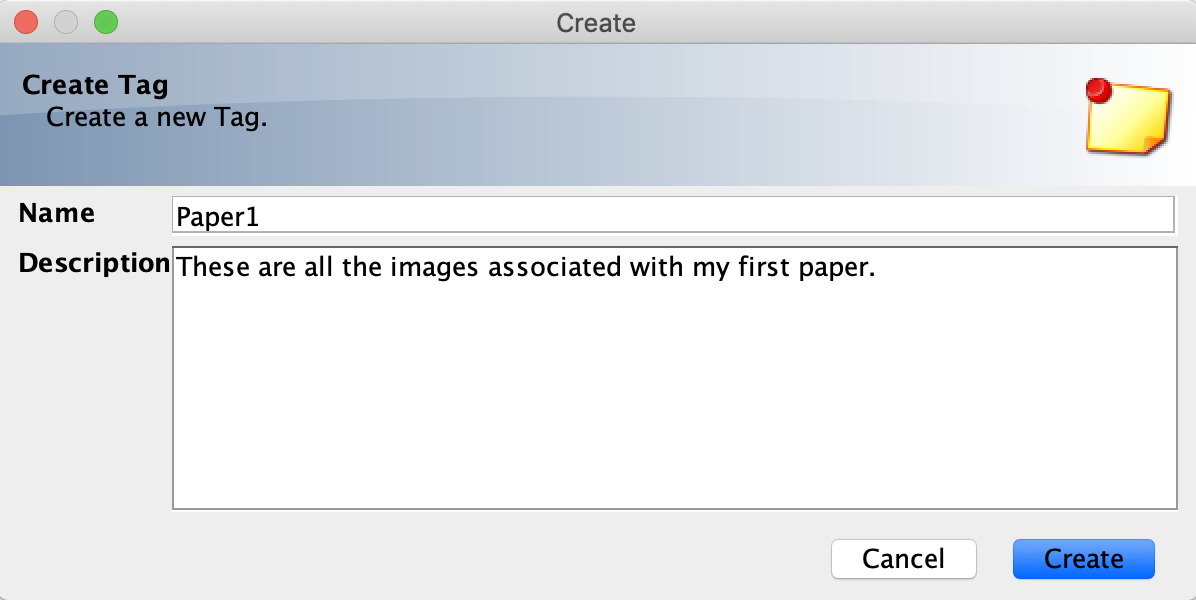 Create
Create Tag
Create a new Tag.
Name
Paper1
Description
These are all the images associated with my first paper.
Cancel
Create